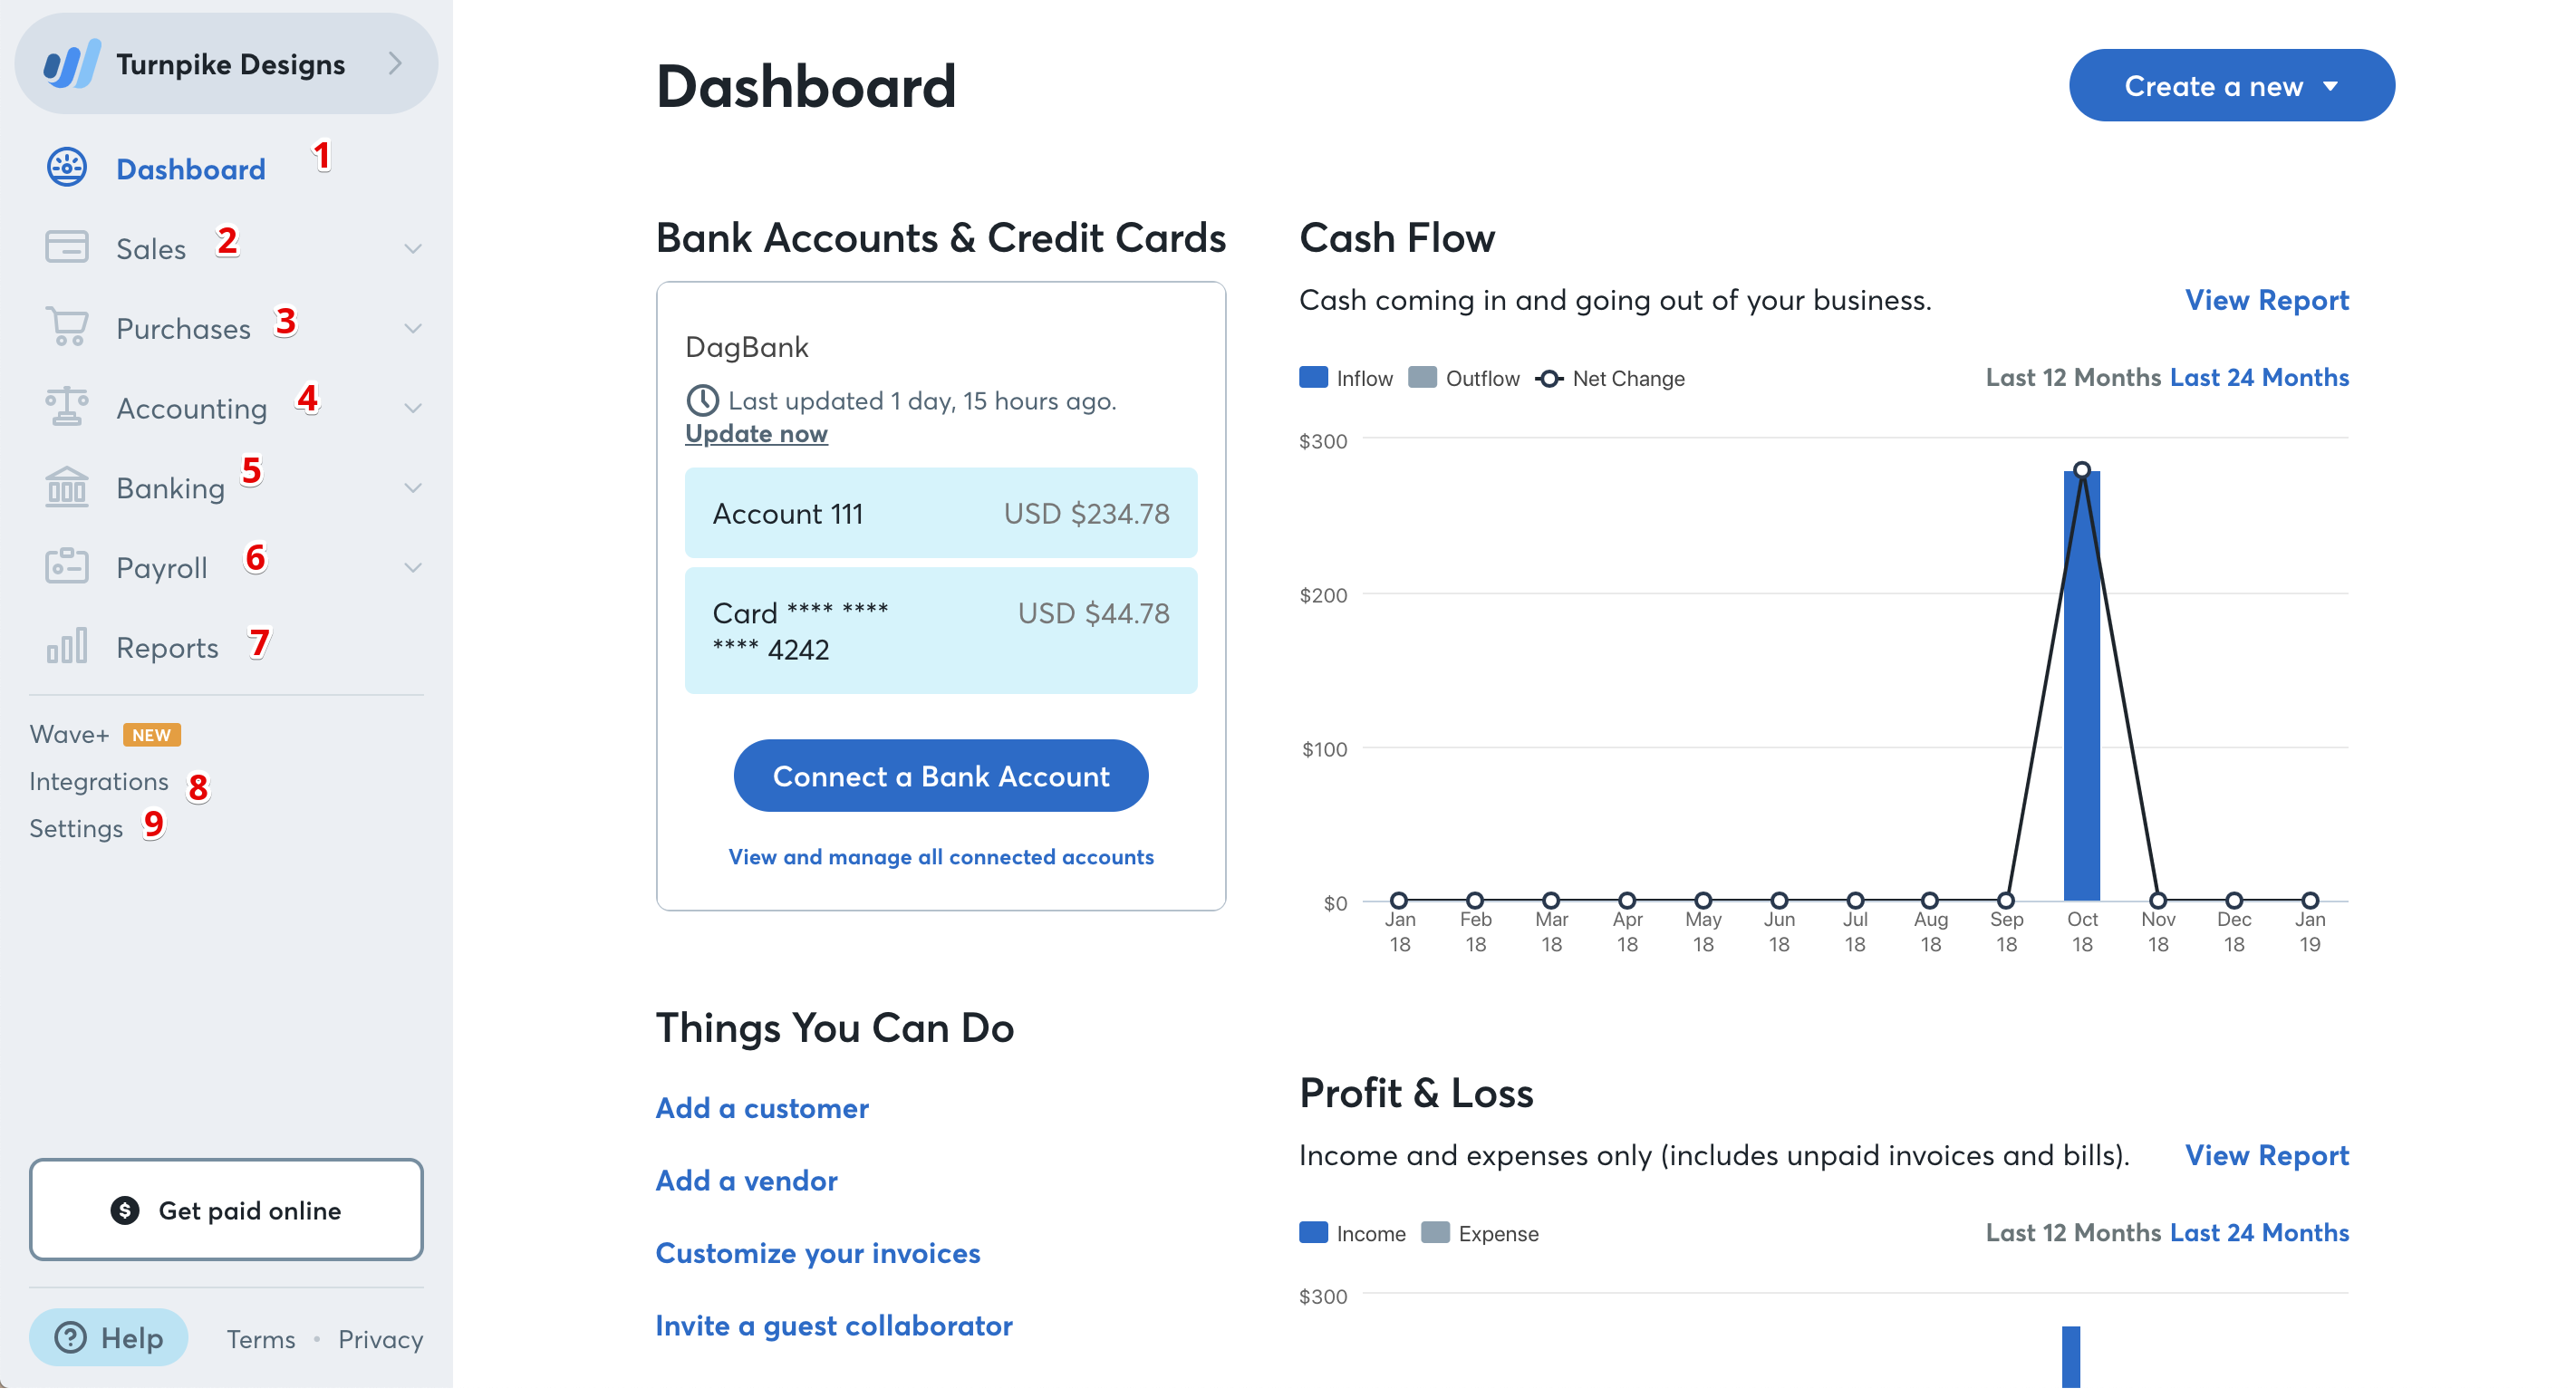 Turnpike Designs
Dashboard 1
Sales 2
Purchases 3
Accounting 4
Banking 5
Payroll 6
Reports 7
Wave+ NEW
Integrations 8
Settings 9
Get paid online
Help Terms • Privacy
Dashboard
Create a new
Bank Accounts & Credit Cards
DagBank
Last updated 1 day, 15 hours ago.
Update now
Account 111 USD $234.78
Card **** **** USD $44.78
**** 4242
Connect a Bank Account
View and manage all connected accounts
Things You Can Do
Add a customer
Add a vendor
Customize your invoices
Invite a guest collaborator
Cash Flow
Cash coming in and going out of your business. View Report
Inflow Outflow Net Change Last 12 Months Last 24 Months
$300
$200
$100
$0
Jan Feb Mar Apr May Jun Jul Aug Sep Oct Nov Dec Jan
18 18 18 18 18 18 18 18 18 18 18 18 19
Profit & Loss
Income and expenses only (includes unpaid invoices and bills). View Report
Income Expense Last 12 Months Last 24 Months
$300